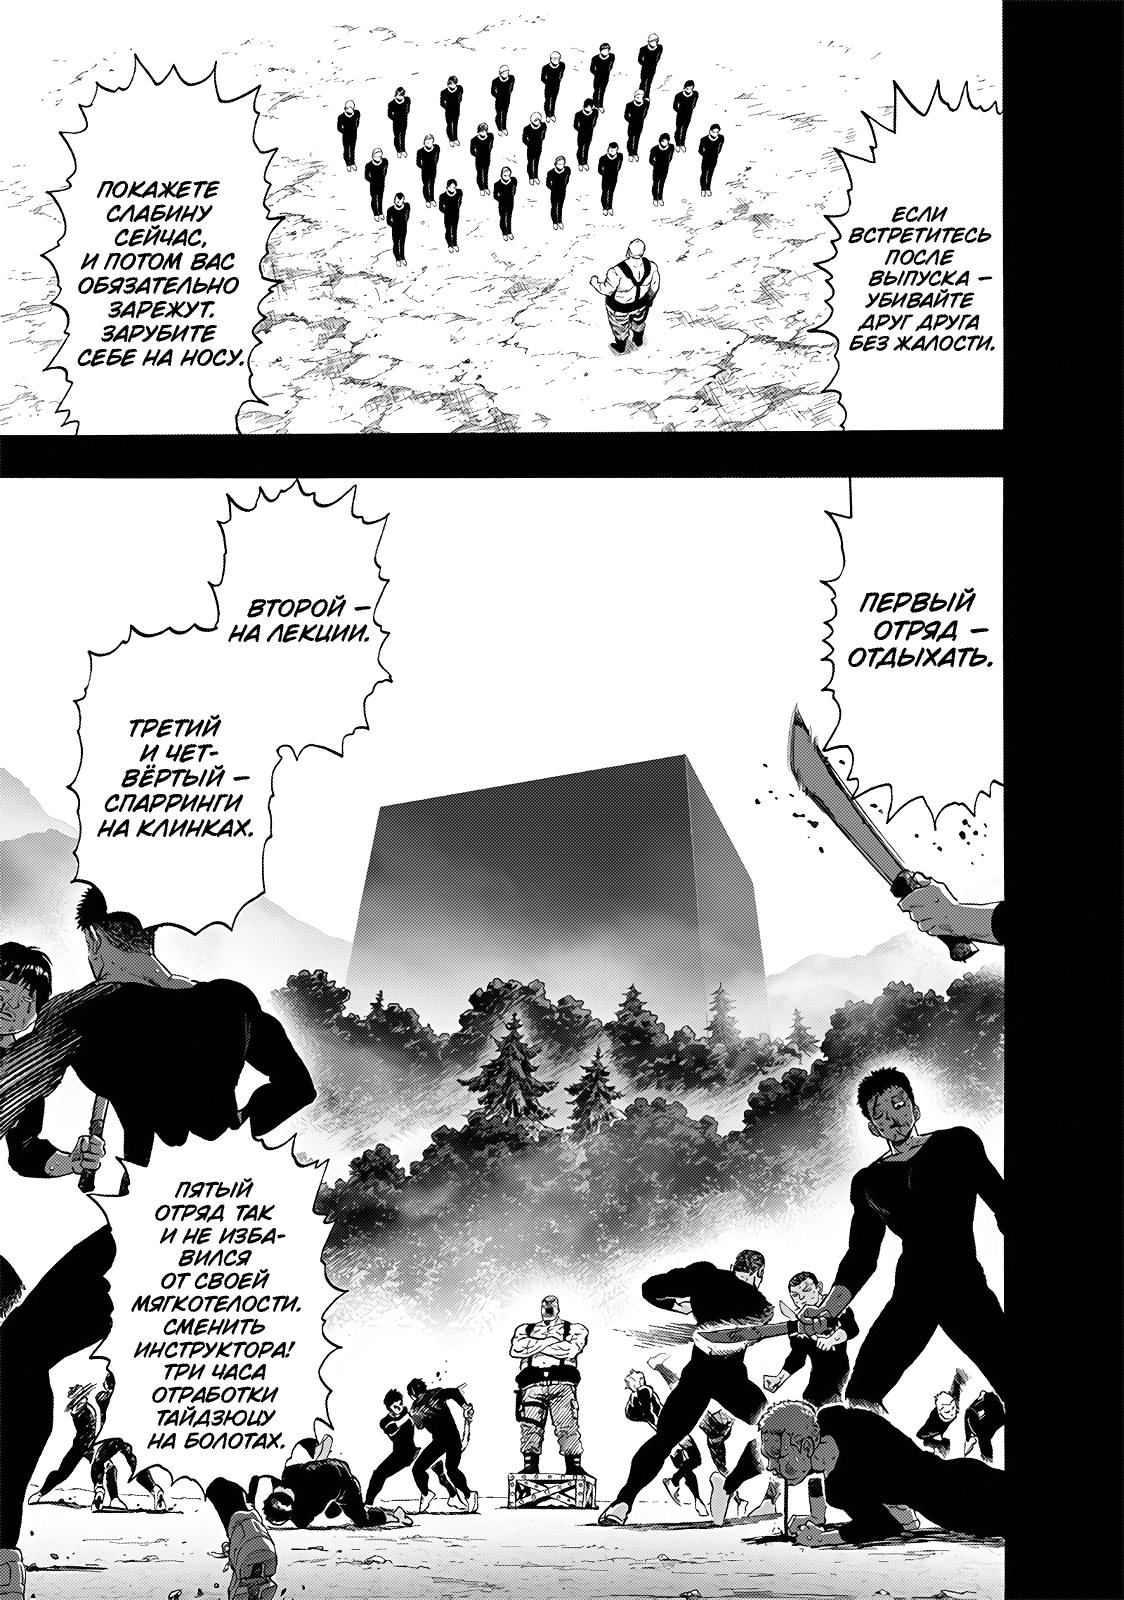 ЕСЛИ
ВСТРЕТИТЕСЬ
ПОСЛЕ
ВЫПУСКА –
УБИВАЙТЕ
ДРУГ ДРУГА
БЕЗ ЖАЛОСТИ.
ПОКАЖЕТЕ
СЛАБИНУ
СЕЙЧАС,
И ПОТОМ ВАС
ОБЯЗАТЕЛЬНО
ЗАРЕЖУТ.
ЗАРУБИТЕ
СЕБЕ НА НОСУ.
ПЕРВЫЙ
ОТРЯД –
ОТДЫХАТЬ.
ВТОРОЙ –
НА ЛЕКЦИИ.
ТРЕТИЙ
И ЧЕТ-
ВЁРТЫЙ –
СПАРРИНГИ
НА КЛИНКАХ.
ПЯТЫЙ
ОТРЯД ТАК
И НЕ ИЗБА-
ВИЛСЯ
ОТ СВОЕЙ
МЯГКОТЕЛОСТИ.
СМЕНИТЬ
ИНСТРУКТОРА!
ТРИ ЧАСА
ОТРАБОТКИ
ТАЙДЗЮЦУ
НА БОЛОТАХ.